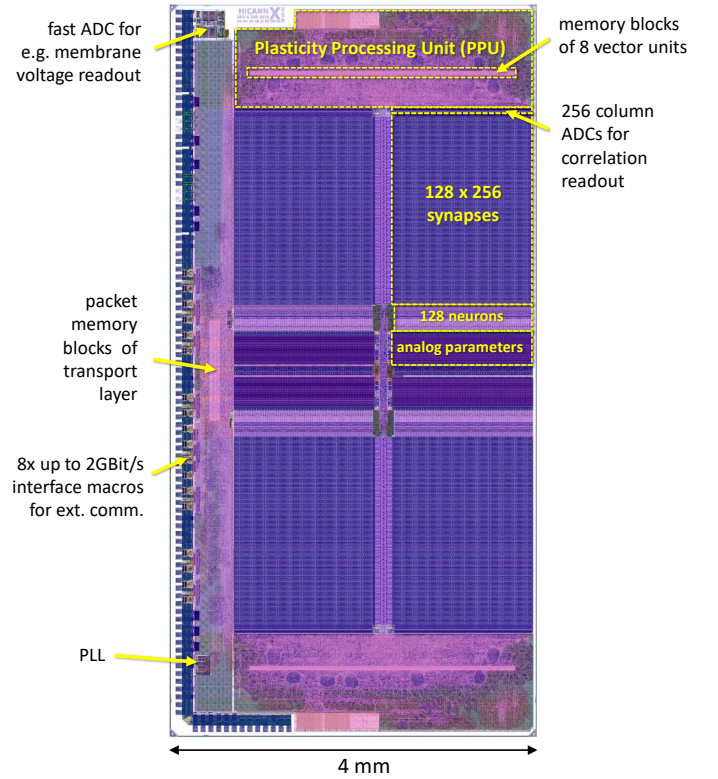 fast ADC for
e.g. membrane
voltage readout
HICANN X
Plasticity Processing Unit (PPU)
memory blocks
of 8 vector units
256 column
ADCs for
correlation
readout
128 x 256
synapses
128 neurons
analog parameters
packet
memory
blocks of
transport
layer
8x up to 2GBit/s
interface macros
for ext. comm.
PLL
4 mm